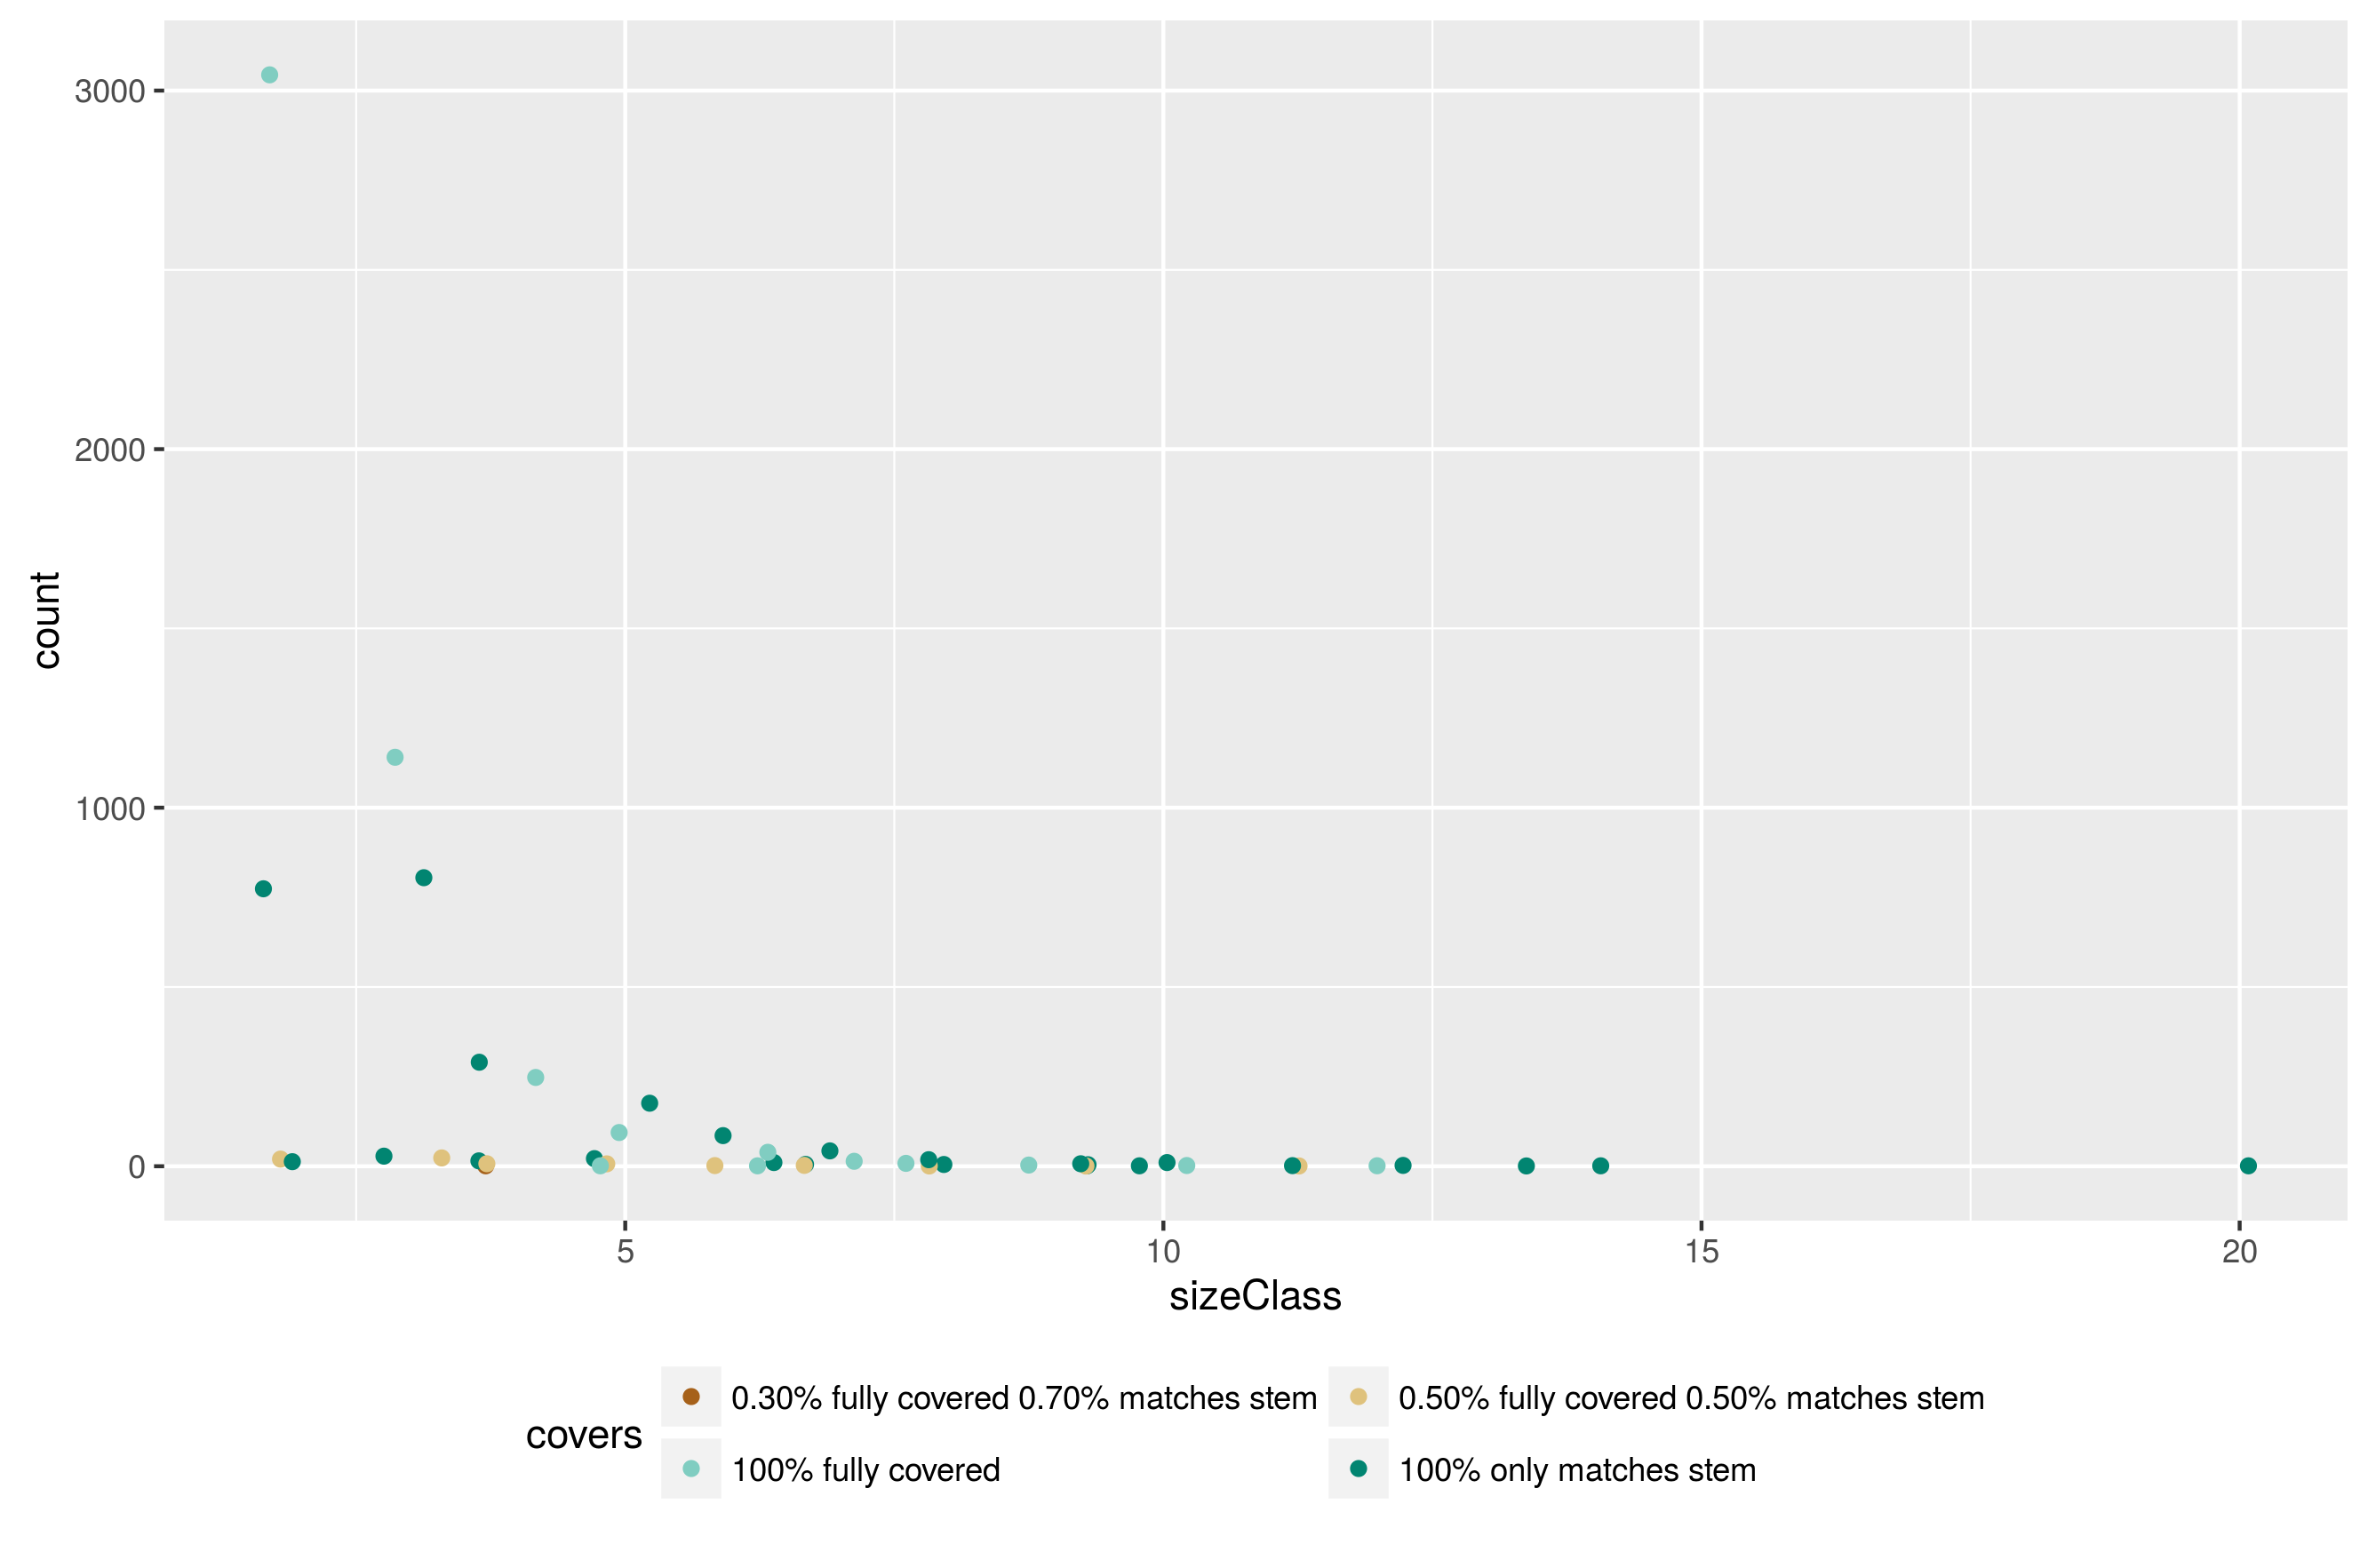 3000
2000
1000
0
count
5 10 15 20
sizeClass
covers
0.30% fully covered 0.70% matches stem
0.50% fully covered 0.50% matches stem
100% fully covered
100% only matches stem